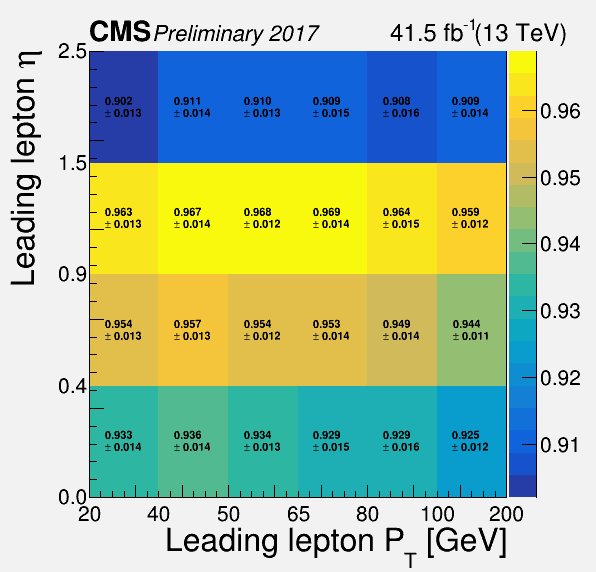 CMS Preliminary 2017 41.5 fb⁻¹(13 TeV)
Leading lepton η
2.5
0.902 0.911 0.910 0.909 0.908 0.909
± 0.013 ± 0.014 ± 0.013 ± 0.015 ± 0.016 ± 0.014
1.5
0.963 0.967 0.968 0.969 0.964 0.959
± 0.013 ± 0.014 ± 0.012 ± 0.014 ± 0.015 ± 0.012
0.9
0.954 0.957 0.954 0.953 0.949 0.944
± 0.013 ± 0.013 ± 0.012 ± 0.014 ± 0.014 ± 0.011
0.4
0.933 0.936 0.934 0.929 0.929 0.925
± 0.014 ± 0.014 ± 0.013 ± 0.015 ± 0.016 ± 0.012
0.0
20 40 50 65 80 100 200
Leading lepton P_T [GeV]
0.96
0.95
0.94
0.93
0.92
0.91